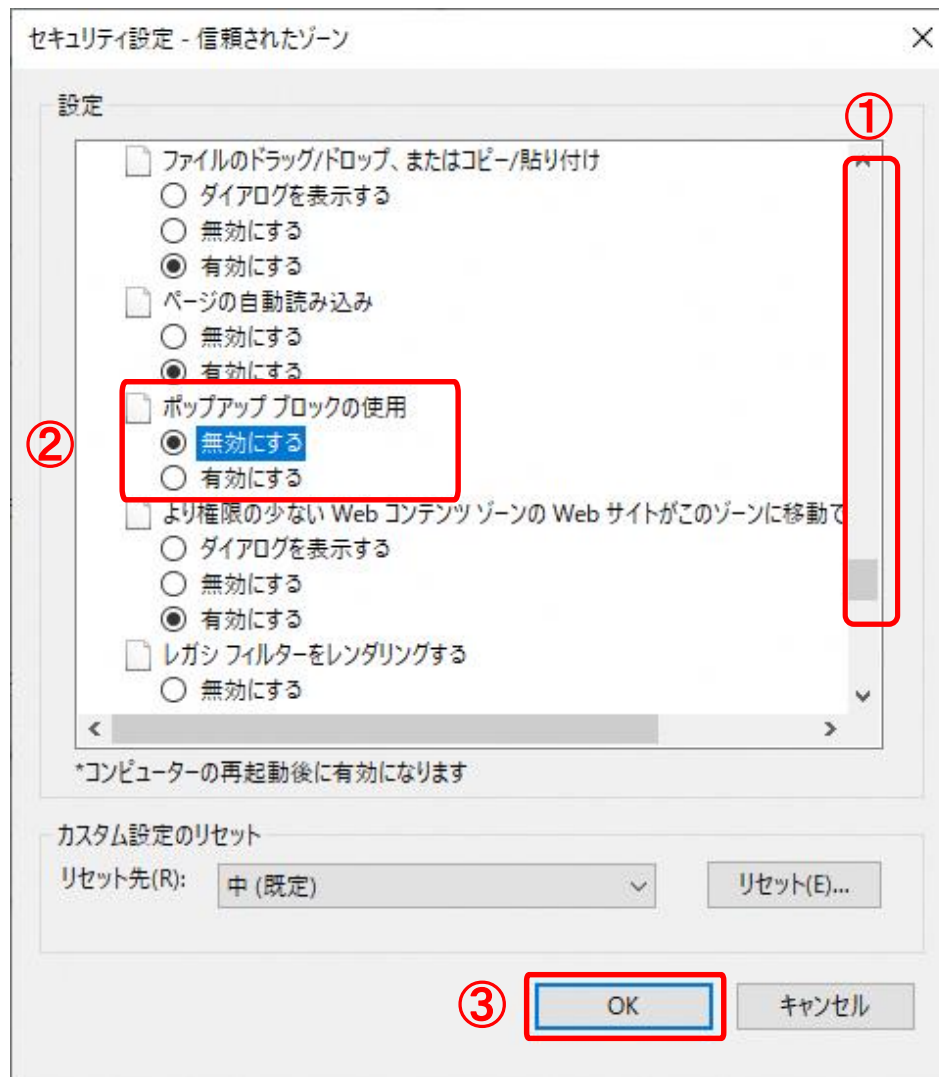 セキュリティ設定 - 信頼されたゾーン
設定
①
ファイルのドラッグ/ドロップ、またはコピー/貼り付け
ダイアログを表示する
無効にする
有効にする
ページの自動読み込み
無効にする
有効にする
ポップアップ ブロックの使用
②
無効にする
有効にする
より権限の少ない Web コンテンツ ゾーンの Web サイトがこのゾーンに移動で
ダイアログを表示する
無効にする
有効にする
レガシ フィルターをレンダリングする
無効にする
*コンピューターの再起動後に有効になります
カスタム設定のリセット
リセット先(R):
中 (既定)
リセット(E)...
③
OK
キャンセル